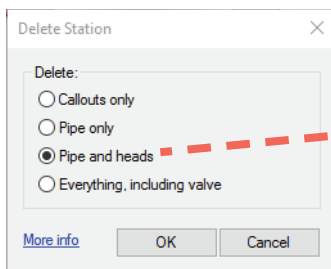 Delete Station
Delete:
Callouts only
Pipe only
Pipe and heads
Everything, including valve
More info OK Cancel